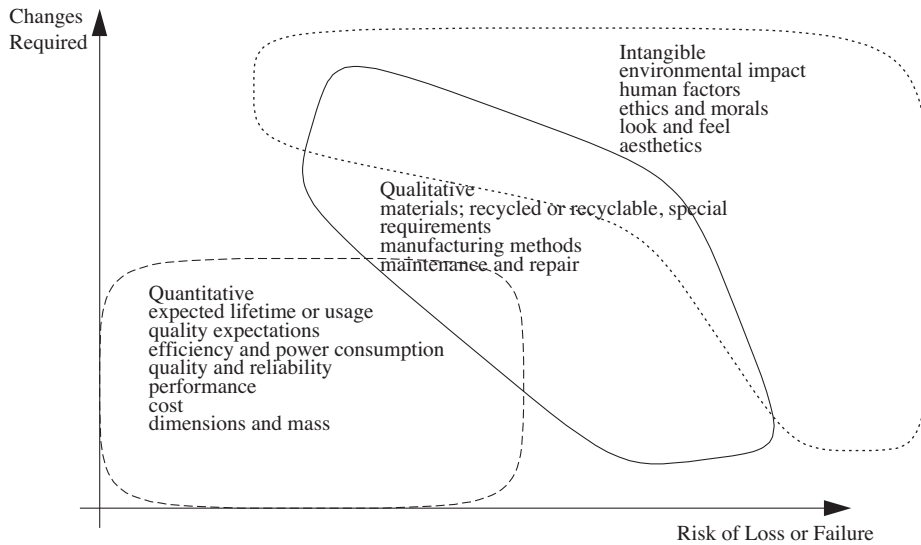 Changes
Required
Intangible
environmental impact
human factors
ethics and morals
look and feel
aesthetics
Qualitative
materials; recycled or recyclable, special
requirements
manufacturing methods
maintenance and repair
Quantitative
expected lifetime or usage
quality expectations
efficiency and power consumption
quality and reliability
performance
cost
dimensions and mass
Risk of Loss or Failure